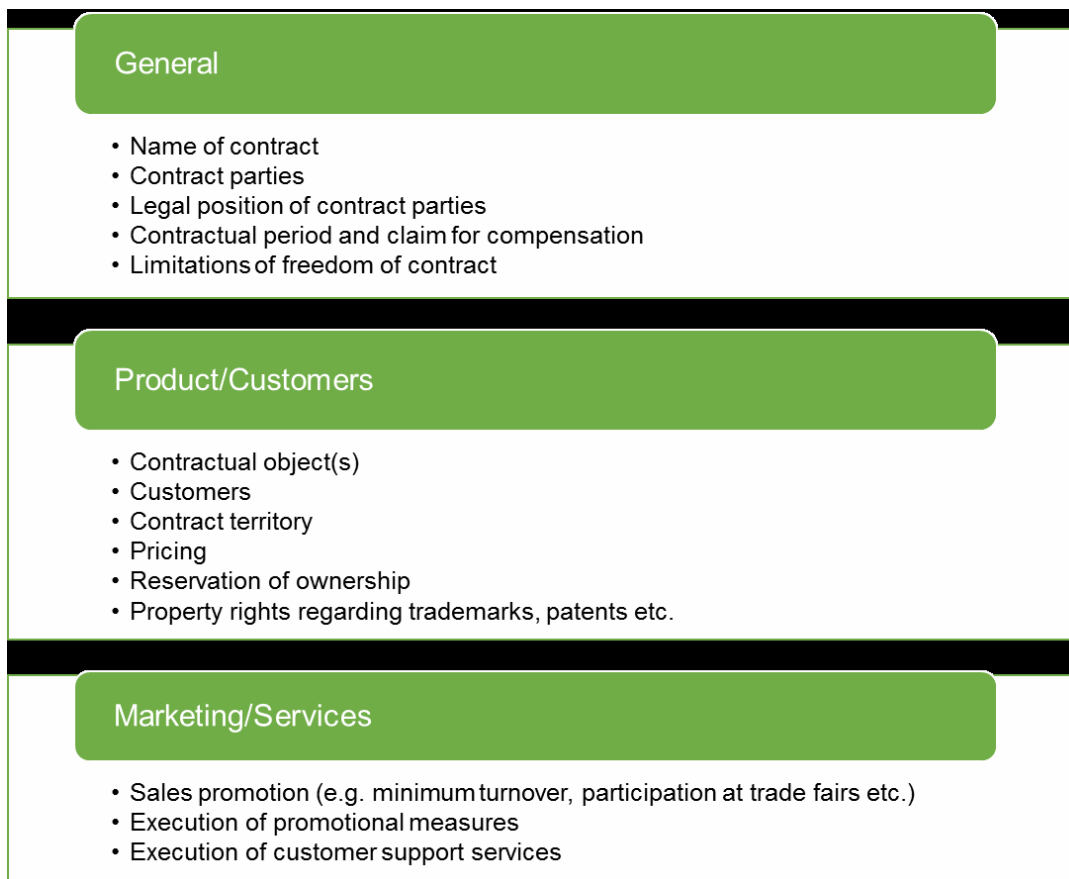 General
• Name of contract
• Contract parties
• Legal position of contract parties
• Contractual period and claim for compensation
• Limitations of freedom of contract
Product/Customers
• Contractual object(s)
• Customers
• Contract territory
• Pricing
• Reservation of ownership
• Property rights regarding trademarks, patents etc.
Marketing/Services
• Sales promotion (e.g. minimum turnover, participation at trade fairs etc.)
• Execution of promotional measures
• Execution of customer support services